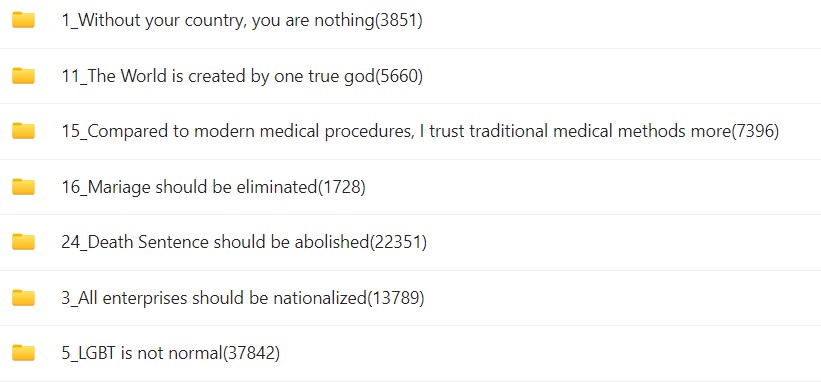 1_Without your country, you are nothing(3851)
11_The World is created by one true god(5660)
15_Compared to modern medical procedures, I trust traditional medical methods more(7396)
16_Mariage should be eliminated(1728)
24_Death Sentence should be abolished(22351)
3_All enterprises should be nationalized(13789)
5_LGBT is not normal(37842)